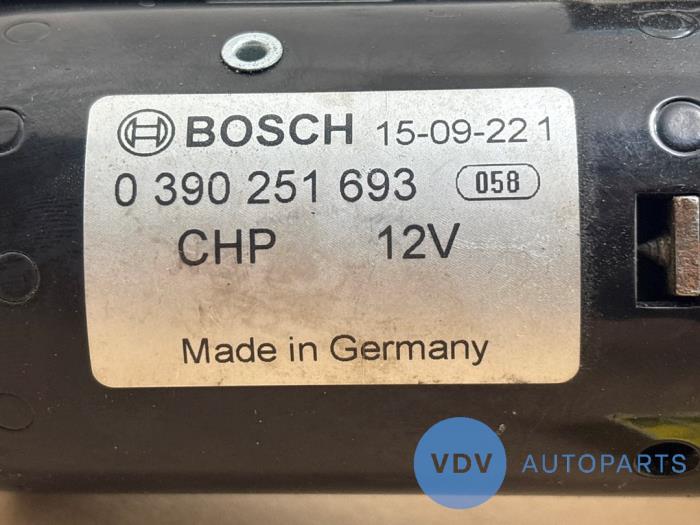 BOSCH 15-09-22 1
0 390 251 693 058
CHP 12V
Made in Germany
VDV AUTOPARTS